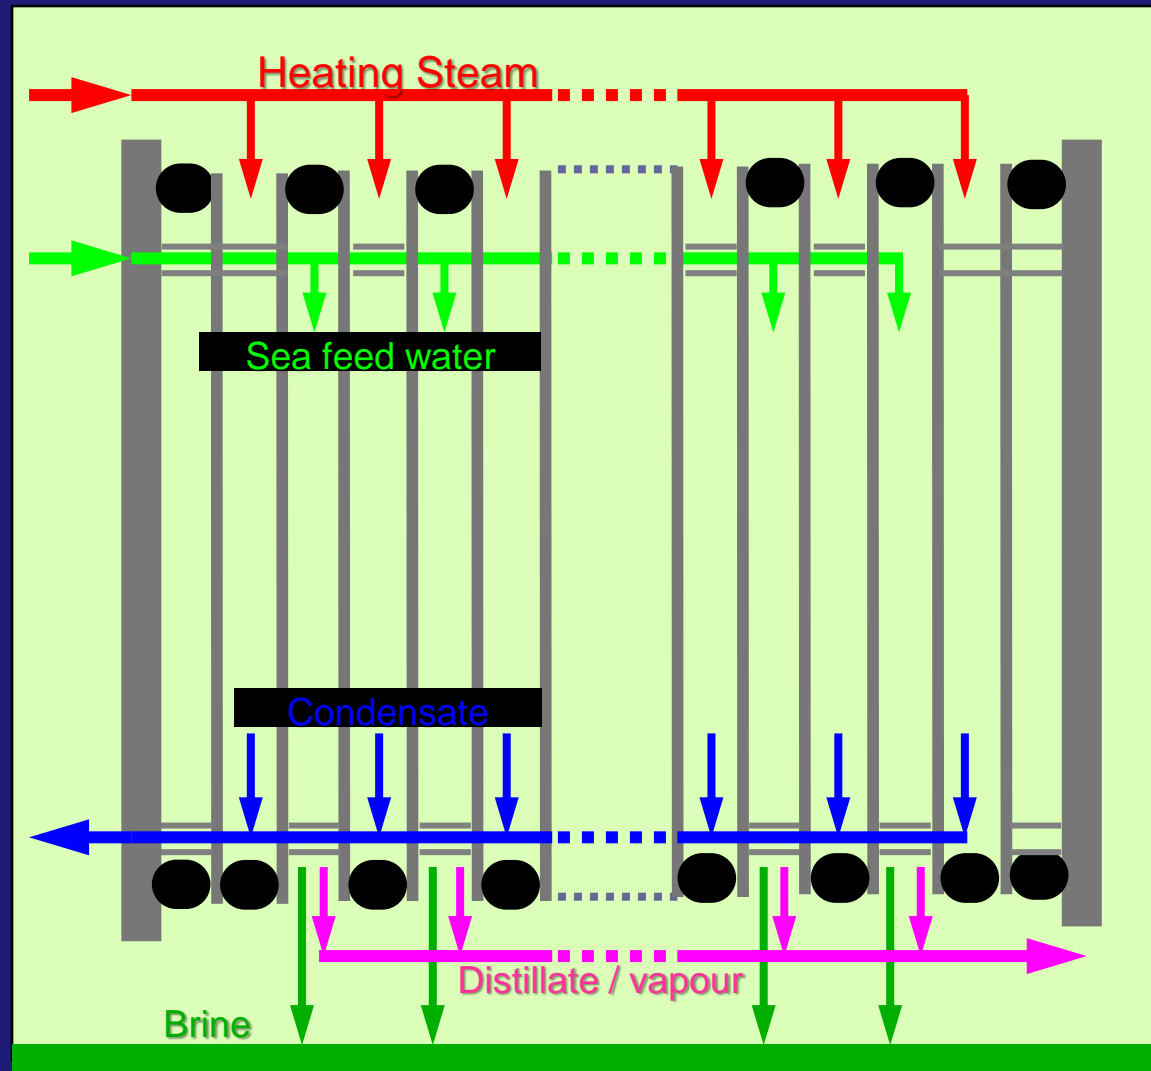 Heating Steam
Sea feed water
Condensate
Distillate / vapour
Brine